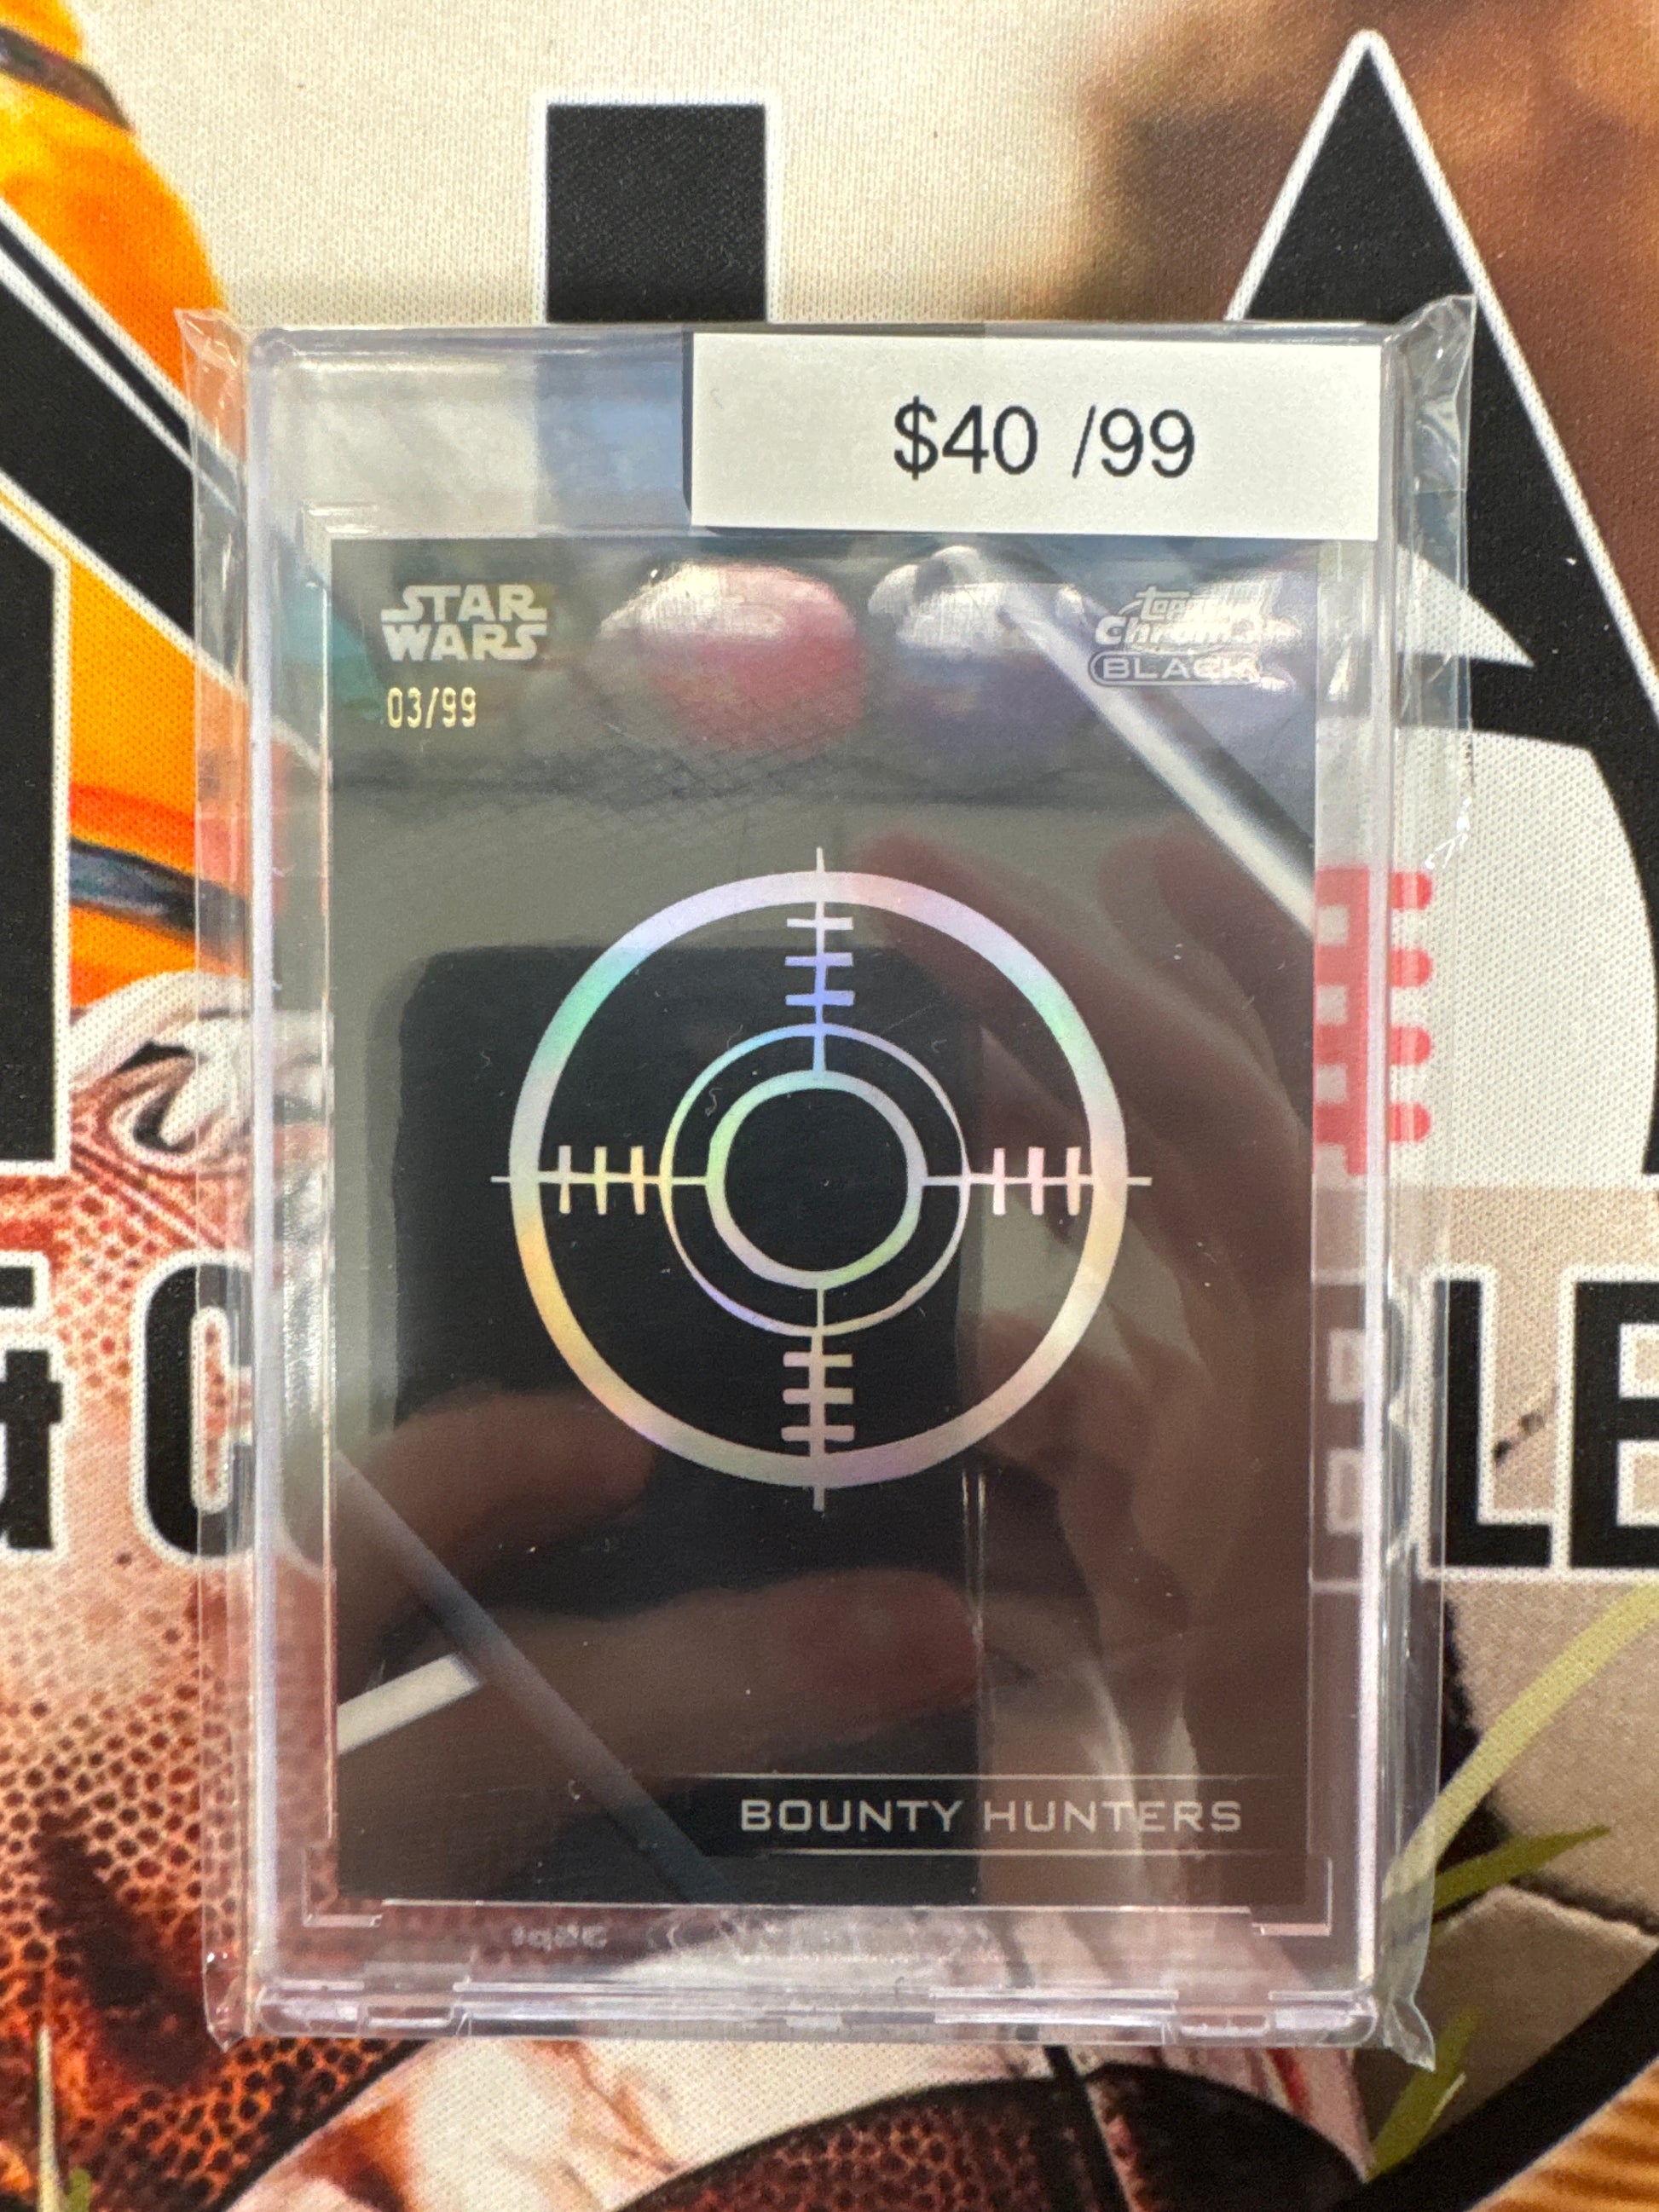 $40 /99
STAR
WARS
topps
Chrome
BLACK
03/99
BOUNTY HUNTERS